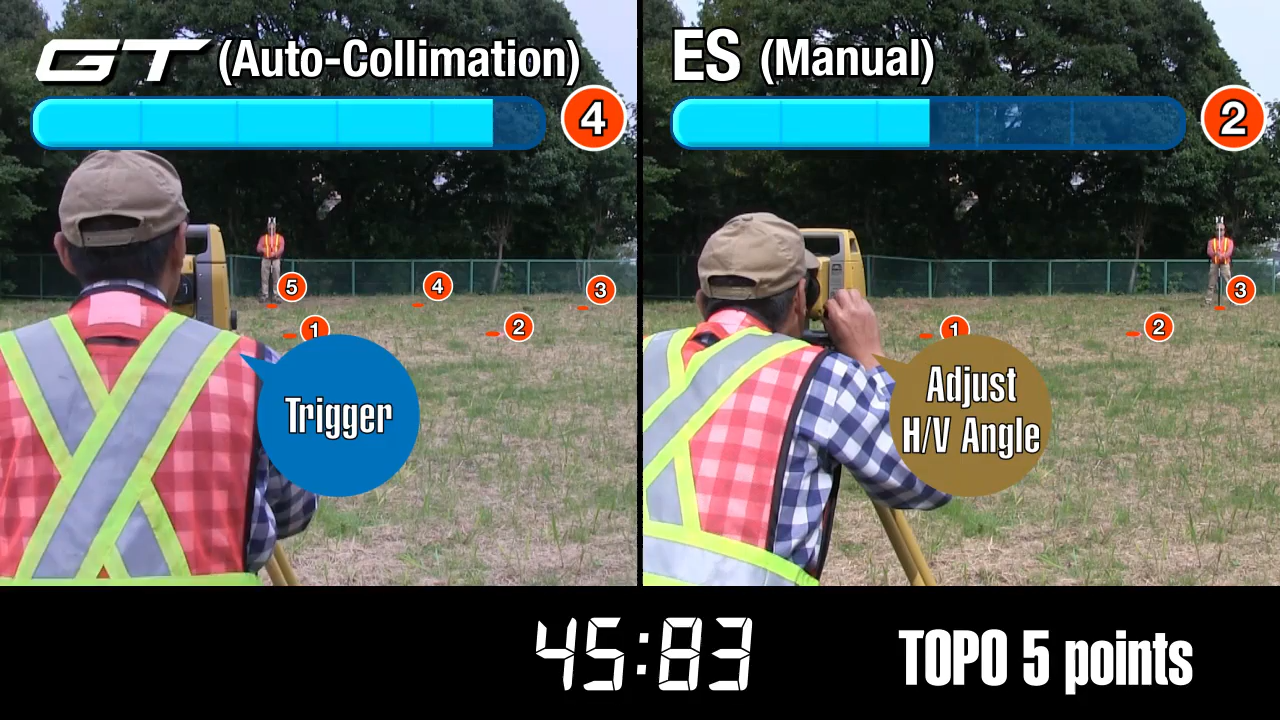 GT (Auto-Collimation)
4
ES (Manual)
2
5
4
3
1
2
Trigger
3
1
2
Adjust
H/V Angle
45:83
TOPO 5 points